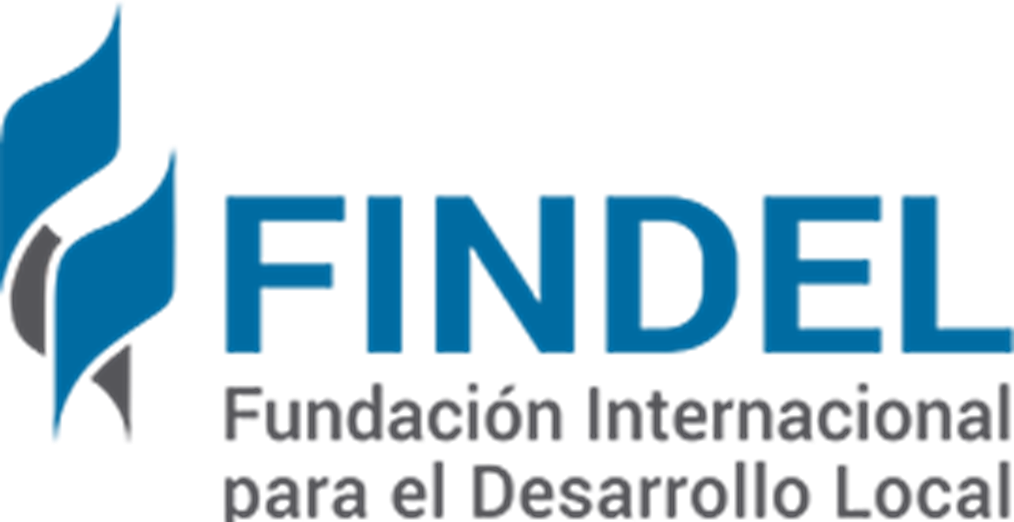 FINDEL
Fundación Internacional
para el Desarrollo Local